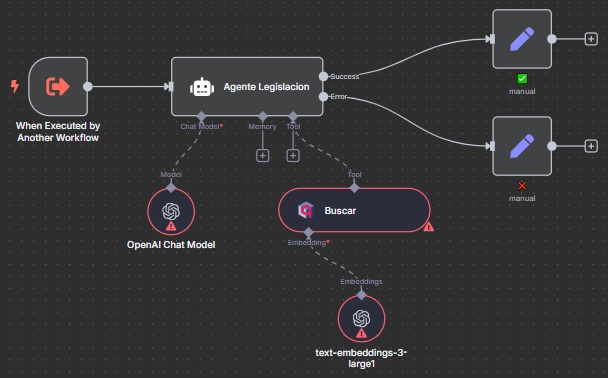 When Executed by
Another Workflow
Agente Legislacion
Success
Error
Chat Model*
Memory
Tool
manual
manual
Model
OpenAI Chat Model
Tool
Buscar
Embedding*
Embeddings
text-embeddings-3-
large1